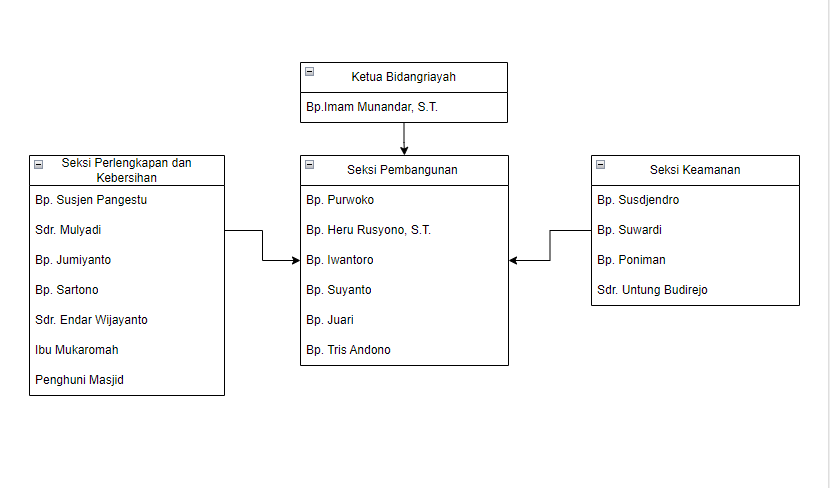 Ketua Bidangriayah
Bp.Imam Munandar, S.T.
Seksi Perlengkapan dan
Kebersihan
Bp. Susjen Pangestu
Sdr. Mulyadi
Bp. Jumiyanto
Bp. Sartono
Sdr. Endar Wijayanto
Ibu Mukaromah
Penghuni Masjid
Seksi Pembangunan
Bp. Purwoko
Bp. Heru Rusyono, S.T.
Bp. Iwantoro
Bp. Suyanto
Bp. Juari
Bp. Tris Andono
Seksi Keamanan
Bp. Susdjendro
Bp. Suwardi
Bp. Poniman
Sdr. Untung Budirejo